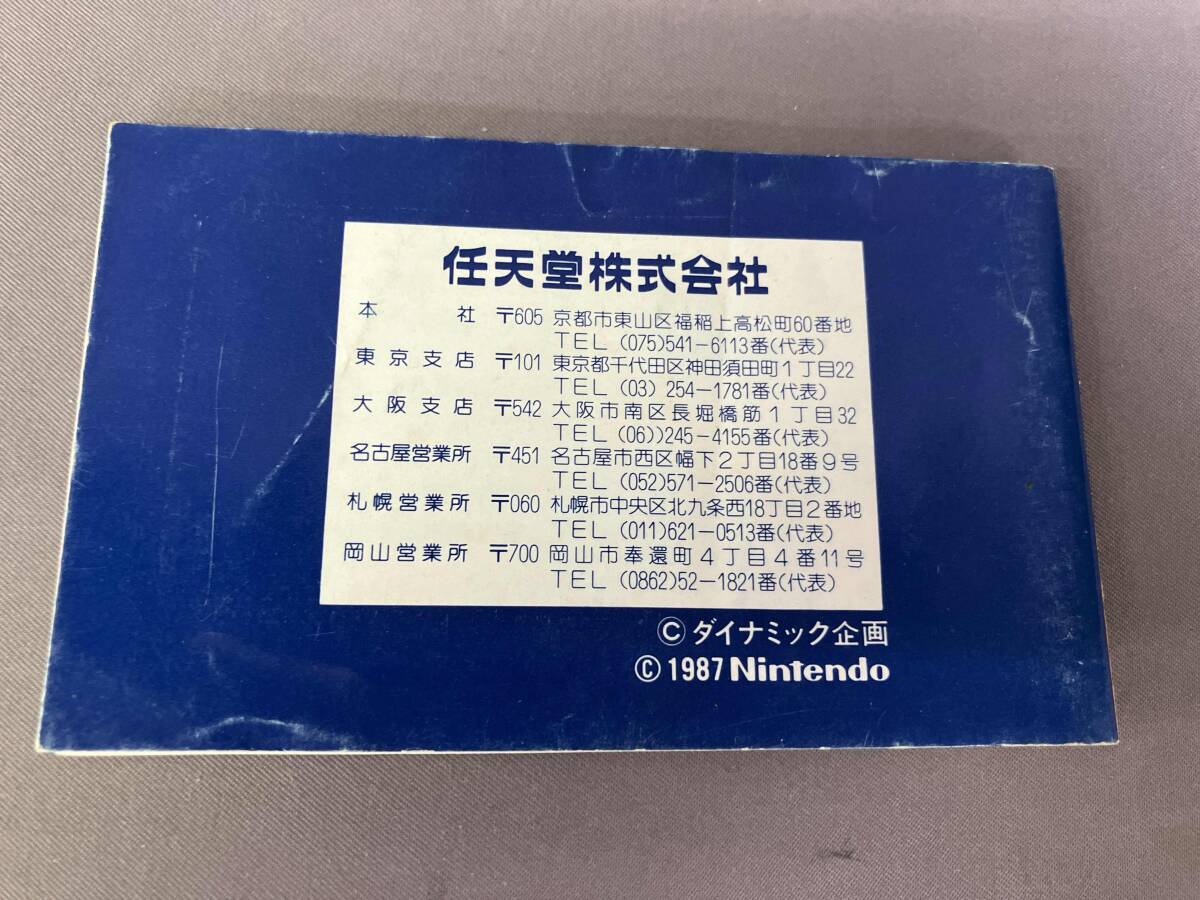 任天堂株式会社
本社 〒605 京都市東山区福稲上高松町60番地
TEL (075)541-6113番(代表)
東京支店 〒101 東京都千代田区神田須田町1丁目22
TEL (03) 254-1781番(代表)
大阪支店 〒542 大阪市南区長堀橋筋1丁目32
TEL (06))245-4155番(代表)
名古屋営業所 〒451 名古屋市西区幅下2丁目18番9号
TEL (052)571-2506番(代表)
札幌営業所 〒060 札幌市中央区北九条西18丁目2番地
TEL (011)621-0513番(代表)
岡山営業所 〒700 岡山市奉還町4丁目4番11号
TEL (0862)52-1821番(代表)
©ダイナミック企画
©1987 Nintendo